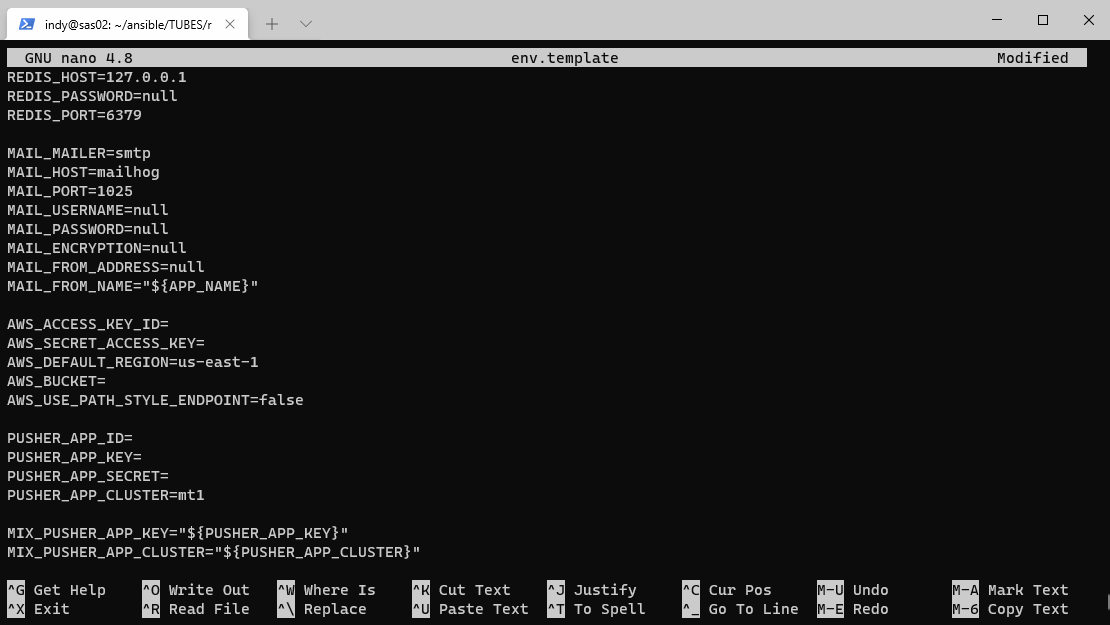 indy@sas02: ~/ansible/TUBES/r
GNU nano 4.8 env.template Modified
REDIS_HOST=127.0.0.1
REDIS_PASSWORD=null
REDIS_PORT=6379
MAIL_MAILER=smtp
MAIL_HOST=mailhog
MAIL_PORT=1025
MAIL_USERNAME=null
MAIL_PASSWORD=null
MAIL_ENCRYPTION=null
MAIL_FROM_ADDRESS=null
MAIL_FROM_NAME="${APP_NAME}"
AWS_ACCESS_KEY_ID=
AWS_SECRET_ACCESS_KEY=
AWS_DEFAULT_REGION=us-east-1
AWS_BUCKET=
AWS_USE_PATH_STYLE_ENDPOINT=false
PUSHER_APP_ID=
PUSHER_APP_KEY=
PUSHER_APP_SECRET=
PUSHER_APP_CLUSTER=mt1
MIX_PUSHER_APP_KEY="${PUSHER_APP_KEY}"
MIX_PUSHER_APP_CLUSTER="${PUSHER_APP_CLUSTER}"
^G Get Help ^O Write Out ^W Where Is ^K Cut Text ^J Justify ^C Cur Pos M-U Undo M-A Mark Text
^X Exit ^R Read File ^\ Replace ^U Paste Text ^T To Spell ^_ Go To Line M-E Redo M-6 Copy Text